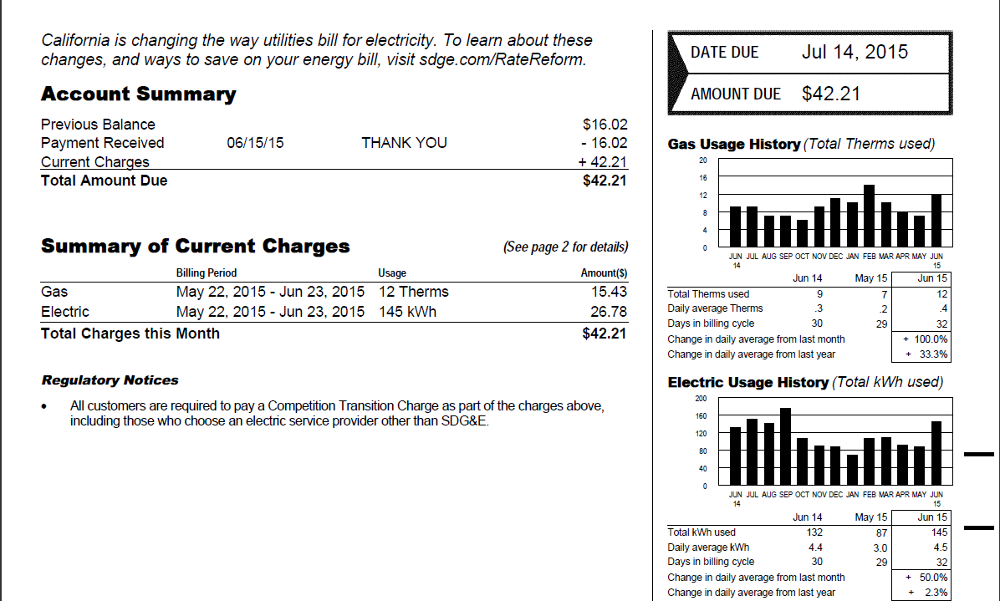 California is changing the way utilities bill for electricity. To learn about these
changes, and ways to save on your energy bill, visit sdge.com/RateReform.
Account Summary
Previous Balance $16.02
Payment Received 06/15/15 THANK YOU - 16.02
Current Charges + 42.21
Total Amount Due $42.21
Summary of Current Charges (See page 2 for details)
Billing Period Usage Amount($)
Gas May 22, 2015 - Jun 23, 2015 12 Therms 15.43
Electric May 22, 2015 - Jun 23, 2015 145 kWh 26.78
Total Charges this Month $42.21
Regulatory Notices
• All customers are required to pay a Competition Transition Charge as part of the charges above,
including those who choose an electric service provider other than SDG&E.
DATE DUE Jul 14, 2015
AMOUNT DUE $42.21
Gas Usage History (Total Therms used)
20
16
12
8
4
0
JUN JUL AUG SEP OCT NOV DEC JAN FEB MAR APR MAY JUN
14 15
Jun 14 May 15 Jun 15
Total Therms used 9 7 12
Daily average Therms .3 .2 .4
Days in billing cycle 30 29 32
Change in daily average from last month + 100.0%
Change in daily average from last year + 33.3%
Electric Usage History (Total kWh used)
200
160
120
80
40
0
JUN JUL AUG SEP OCT NOV DEC JAN FEB MAR APR MAY JUN
14 15
Jun 14 May 15 Jun 15
Total kWh used 132 87 145
Daily average kWh 4.4 3.0 4.5
Days in billing cycle 30 29 32
Change in daily average from last month + 50.0%
Change in daily average from last year + 2.3%